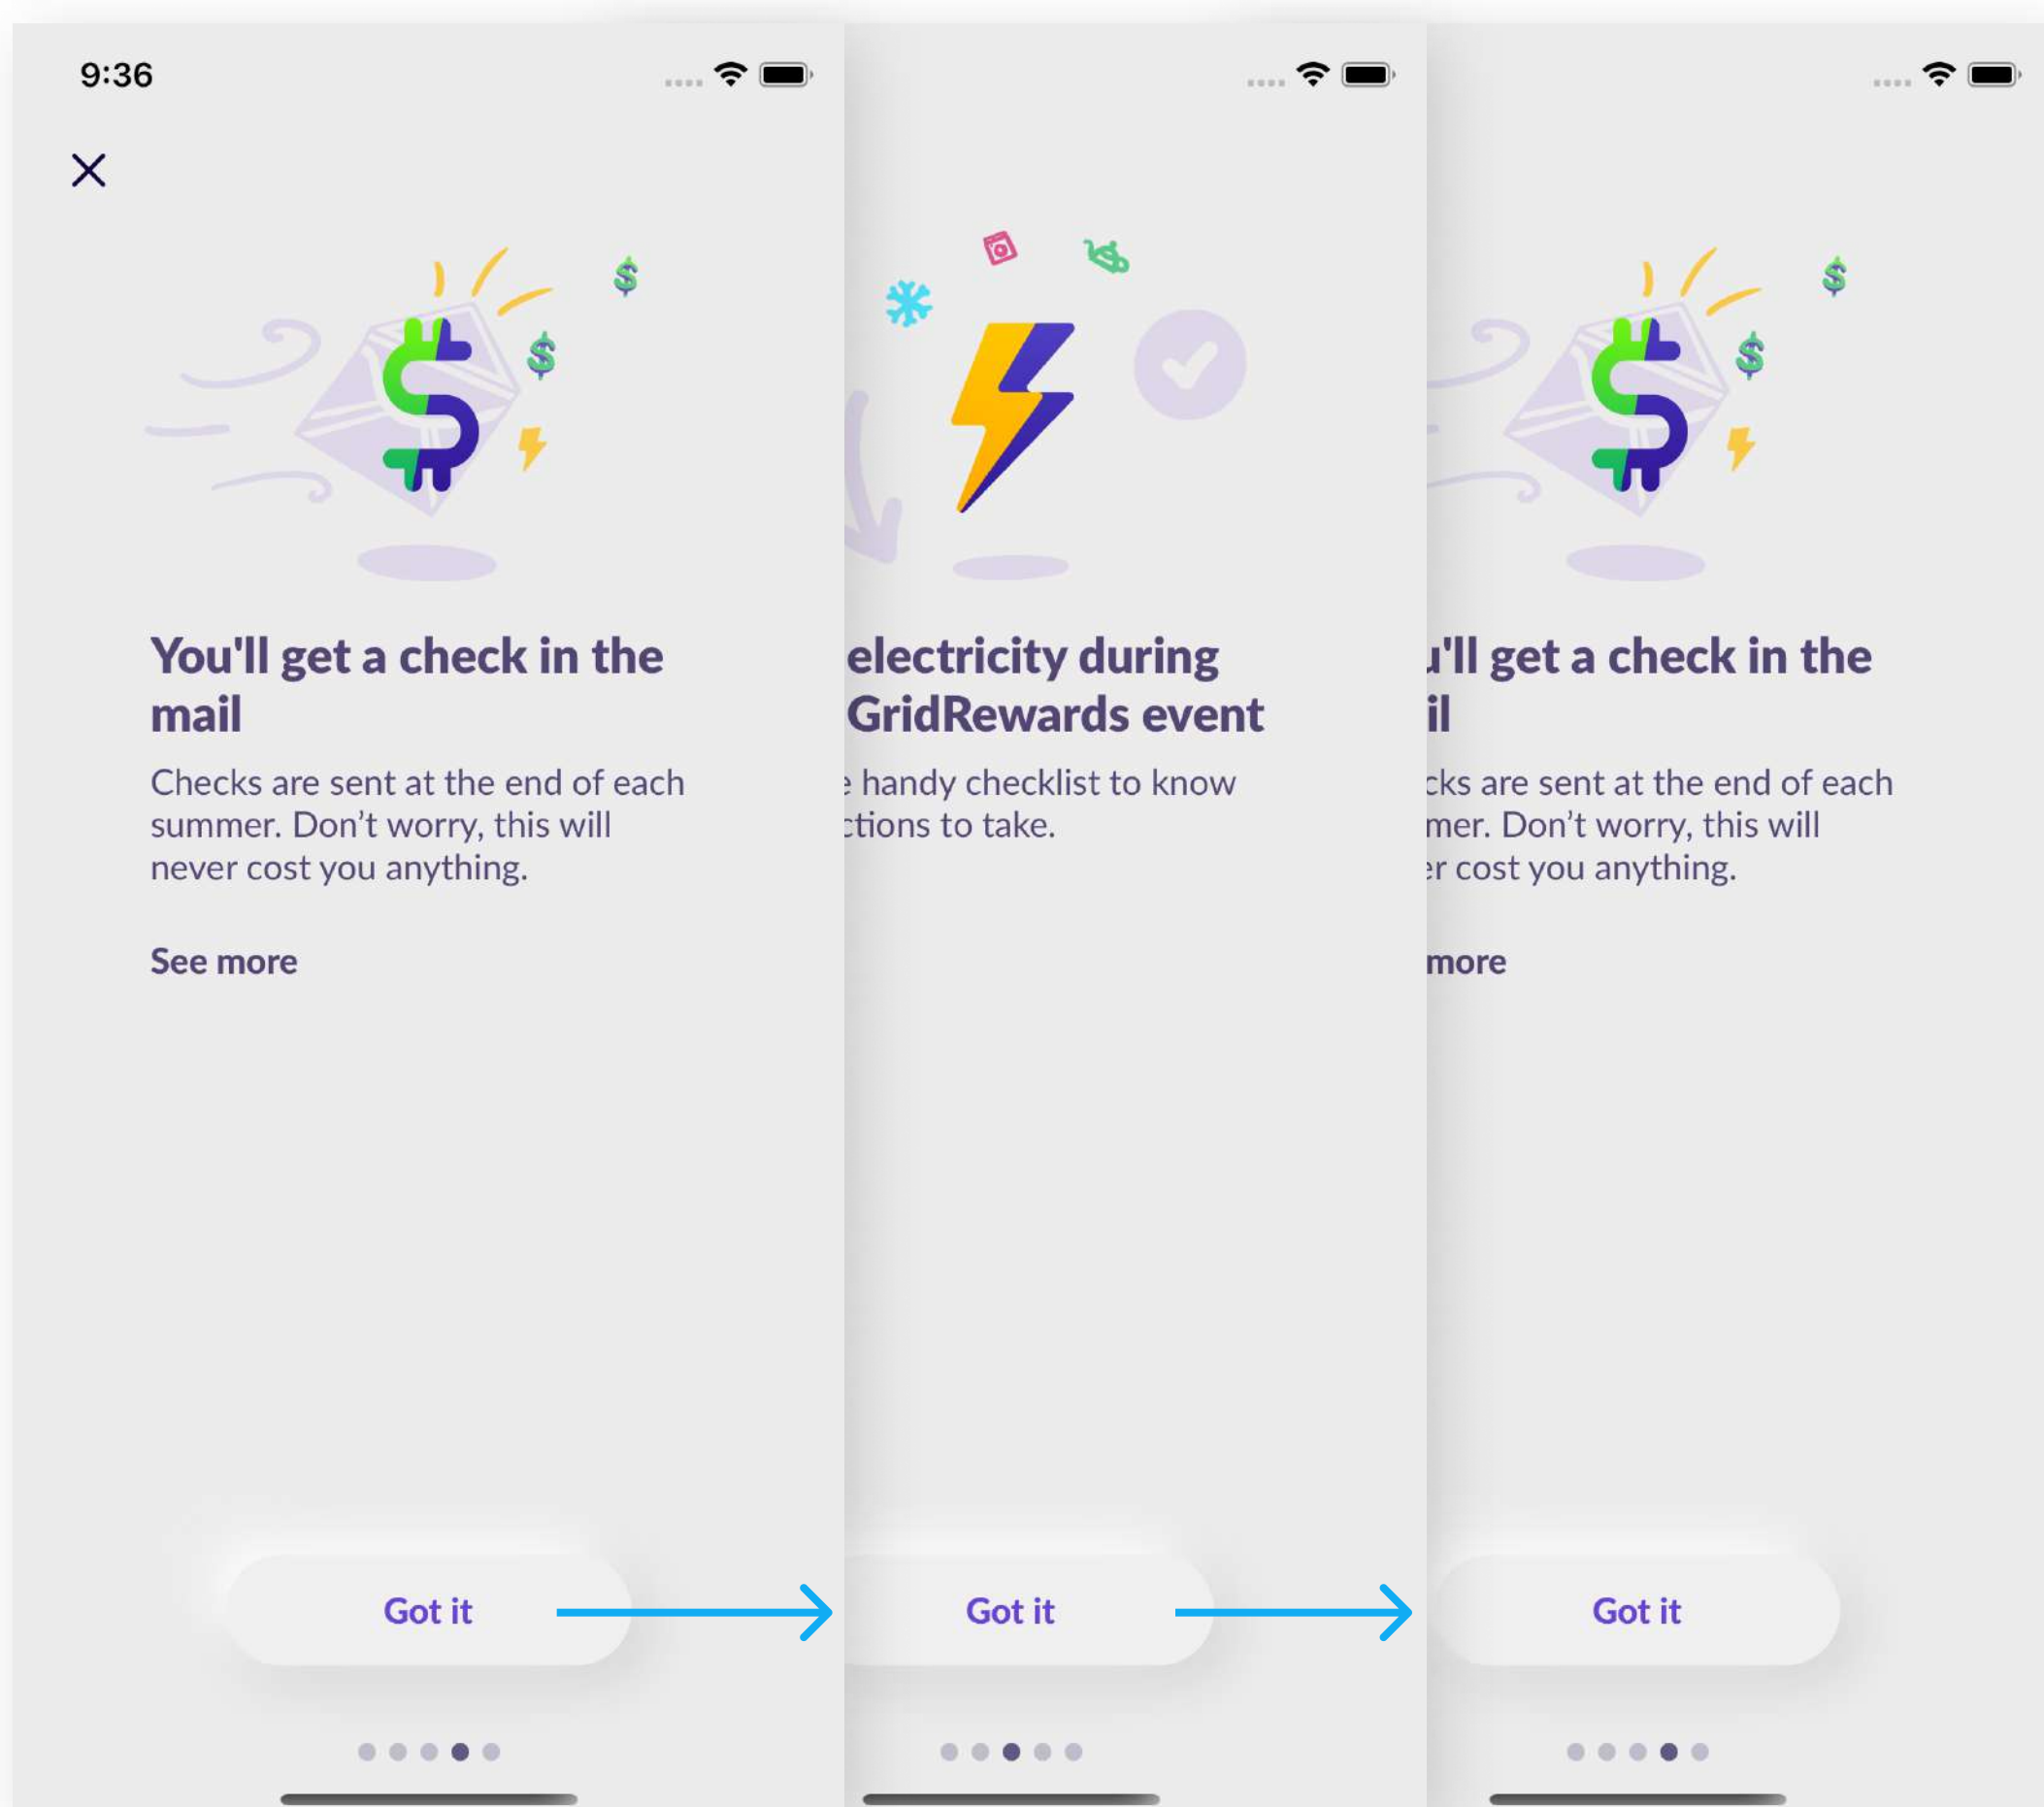 9:36
You'll get a check in the
mail
Checks are sent at the end of each
summer. Don’t worry, this will
never cost you anything.
See more
Got it
electricity during
GridRewards event
handy checklist to know
ctions to take.
Got it
'll get a check in the
il
cks are sent at the end of each
mer. Don’t worry, this will
er cost you anything.
more
Got it